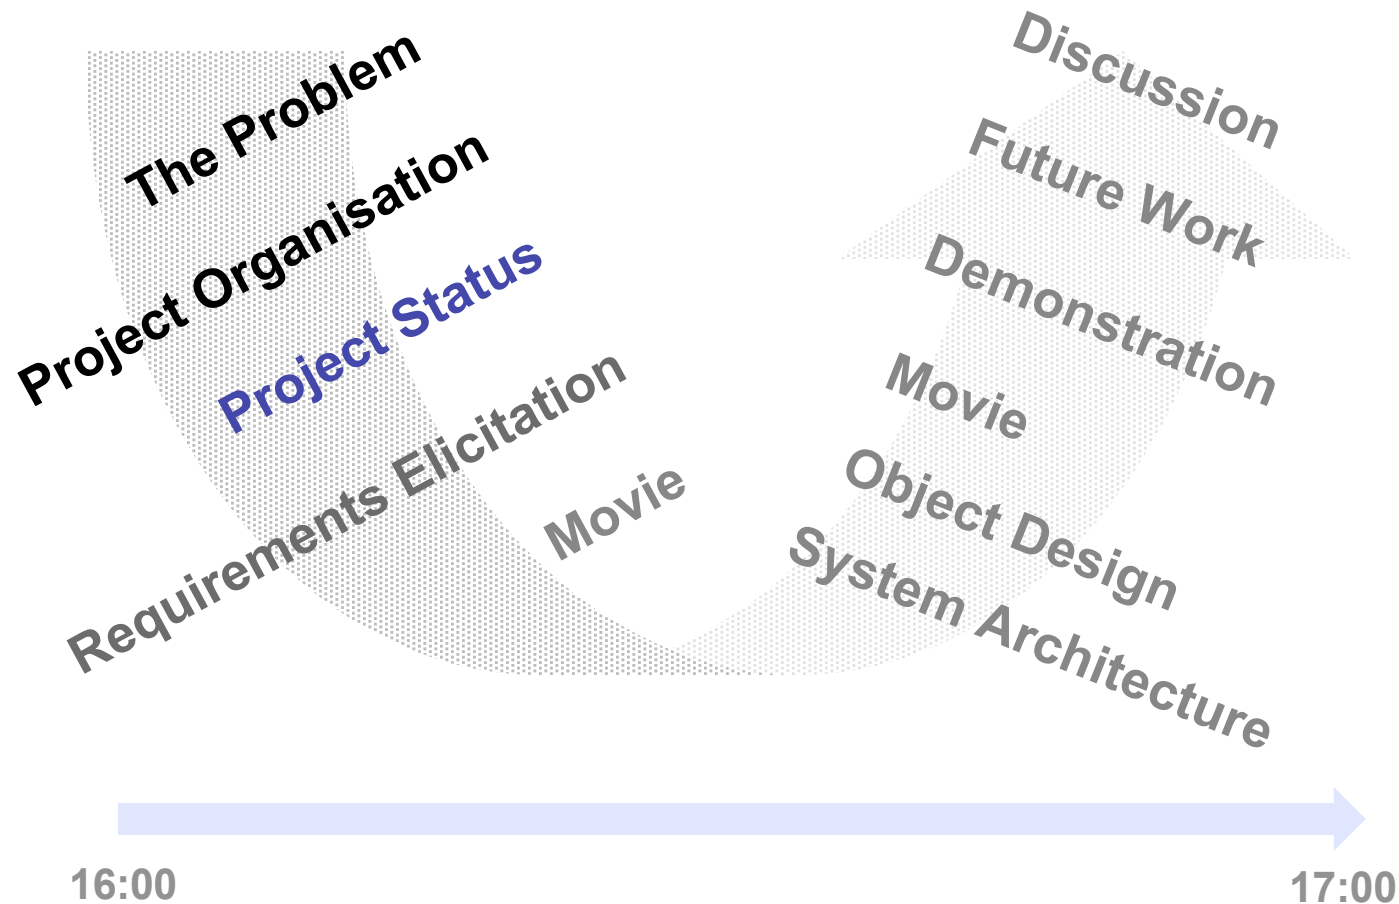 The Problem
Project Organisation
Project Status
Requirements Elicitation
Movie
System Architecture
Object Design
Movie
Demonstration
Future Work
Discussion
16:00
17:00